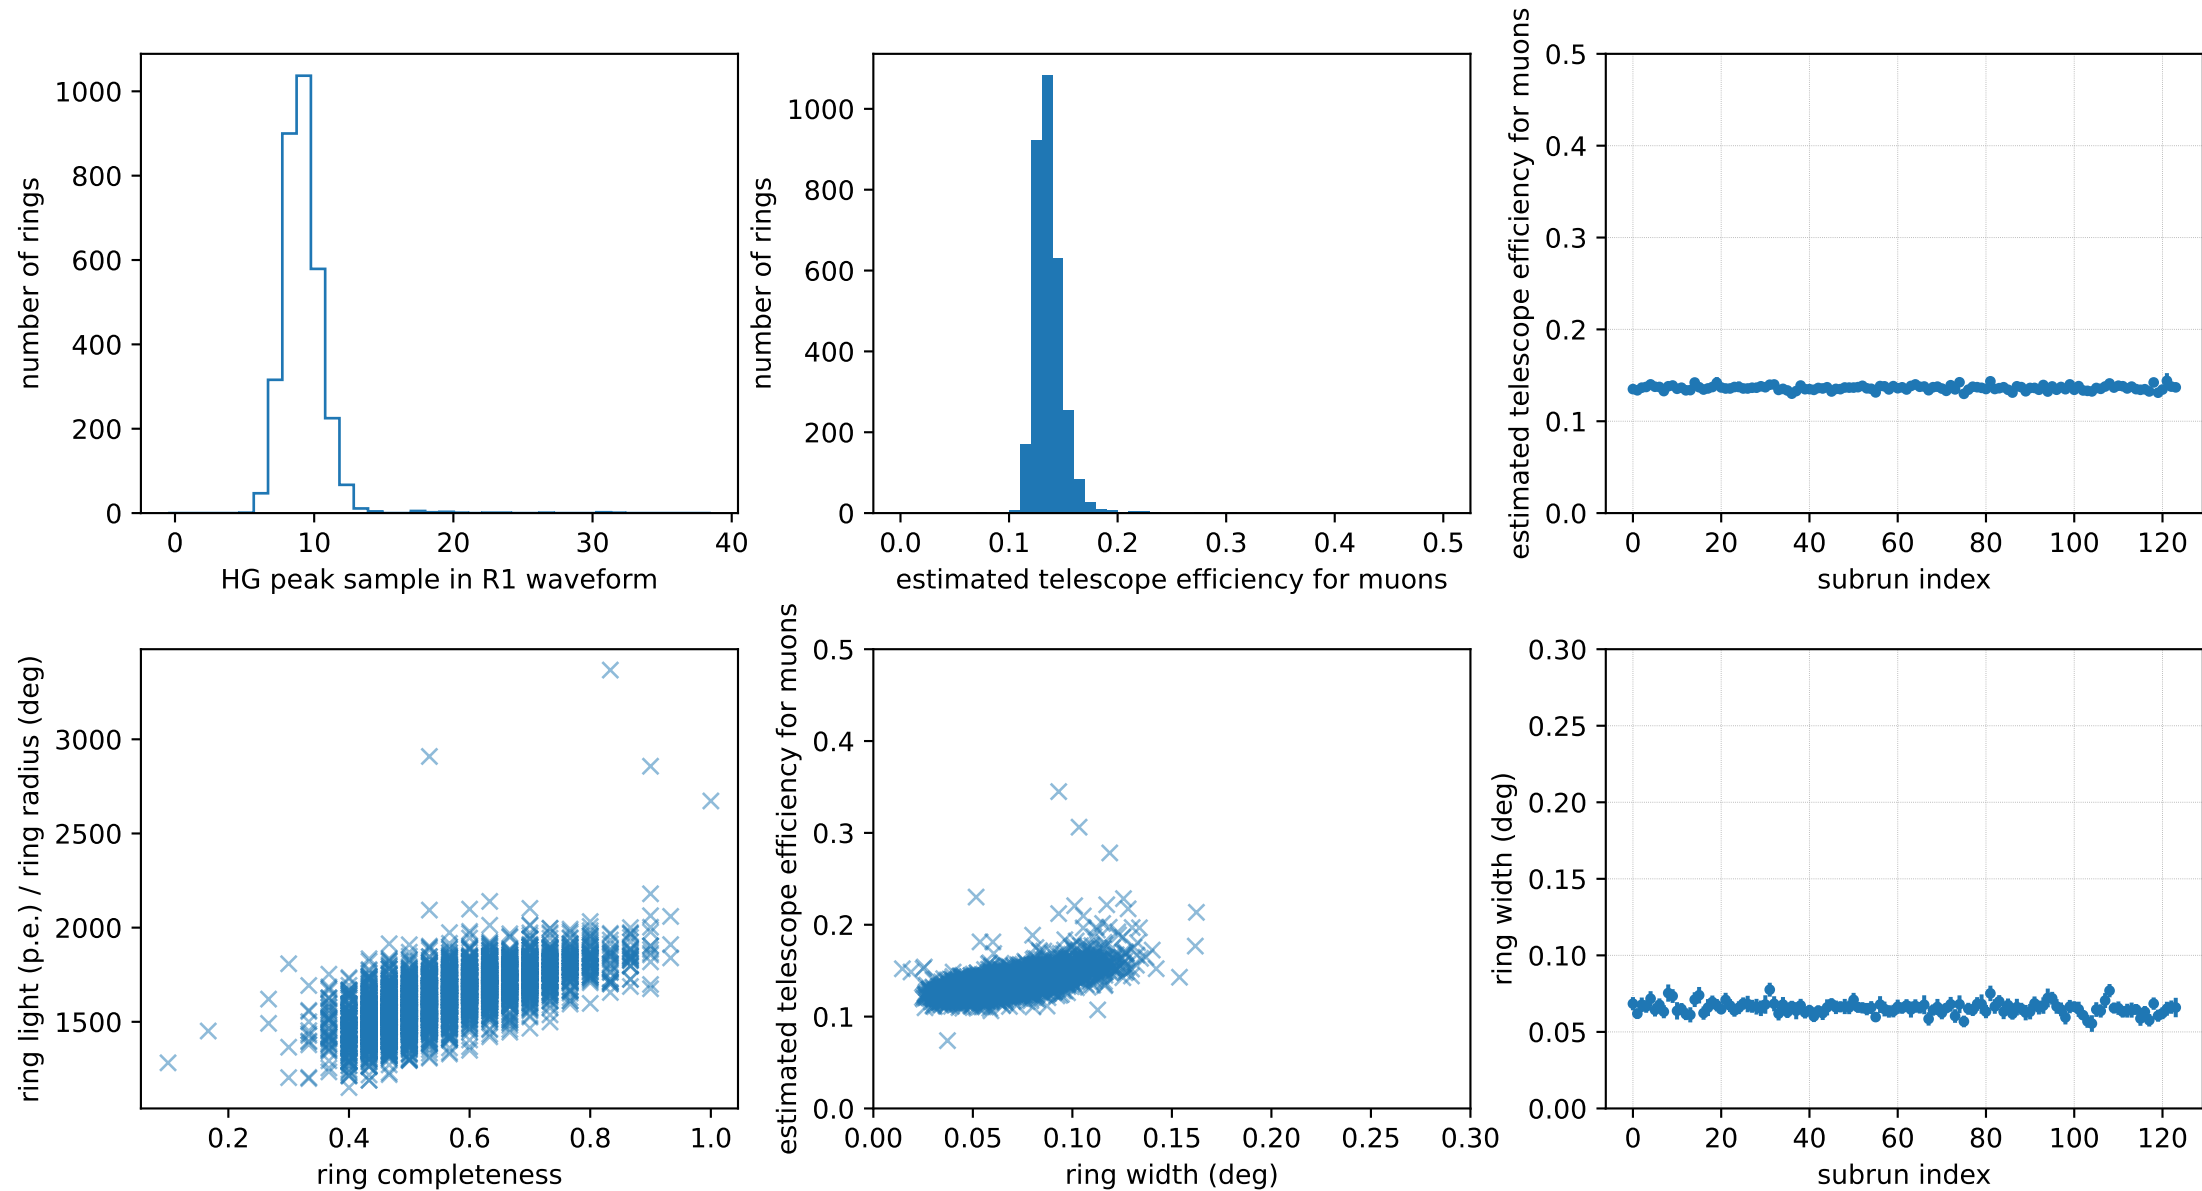 number of rings
1000
800
600
400
200
0
0 10 20 30 40
HG peak sample in R1 waveform
number of rings
1000
800
600
400
200
0
0.0 0.1 0.2 0.3 0.4 0.5
estimated telescope efficiency for muons
estimated telescope efficiency for muons
0.5
0.4
0.3
0.2
0.1
0.0
0 20 40 60 80 100 120
subrun index
ring light (p.e.) / ring radius (deg)
3000
2500
2000
1500
0.2 0.4 0.6 0.8 1.0
ring completeness
estimated telescope efficiency for muons
0.5
0.4
0.3
0.2
0.1
0.0
0.00 0.05 0.10 0.15 0.20 0.25 0.30
ring width (deg)
ring width (deg)
0.30
0.25
0.20
0.15
0.10
0.05
0.00
0 20 40 60 80 100 120
subrun index